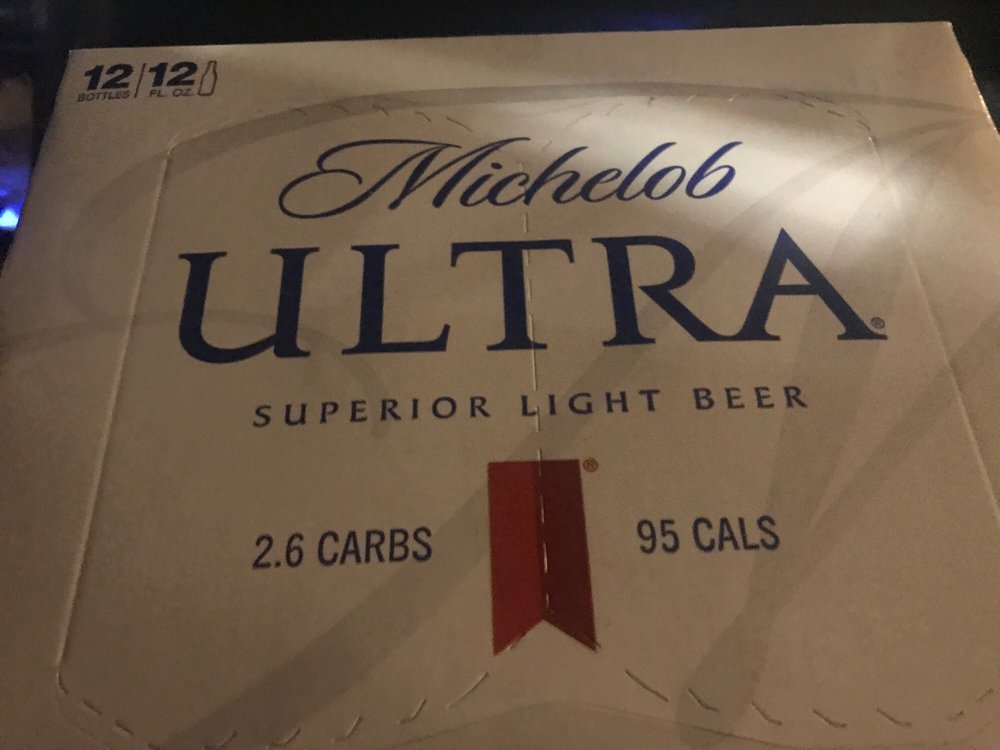 12 | 12
BOTTLES | FL. OZ.
Michelob
ULTRA®
SUPERIOR LIGHT BEER
®
2.6 CARBS 95 CALS